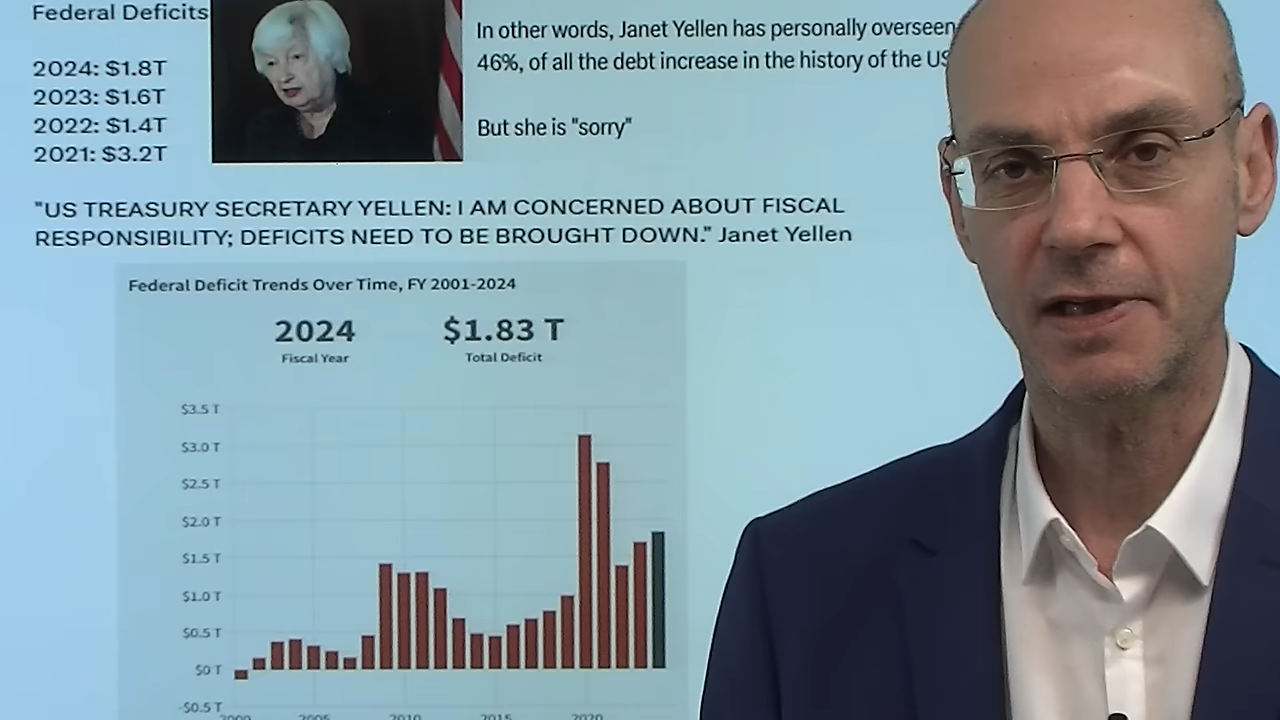 Federal Deficits
2024: $1.8T
2023: $1.6T
2022: $1.4T
2021: $3.2T
In other words, Janet Yellen has personally overseen
46%, of all the debt increase in the history of the US
But she is "sorry"
"US TREASURY SECRETARY YELLEN: I AM CONCERNED ABOUT FISCAL
RESPONSIBILITY; DEFICITS NEED TO BE BROUGHT DOWN." Janet Yellen
Federal Deficit Trends Over Time, FY 2001-2024
2024
Fiscal Year
$1.83 T
Total Deficit
$3.5 T
$3.0 T
$2.5 T
$2.0 T
$1.5 T
$1.0 T
$0.5 T
$0 T
-$0.5 T
2000 2005 2010 2015 2020